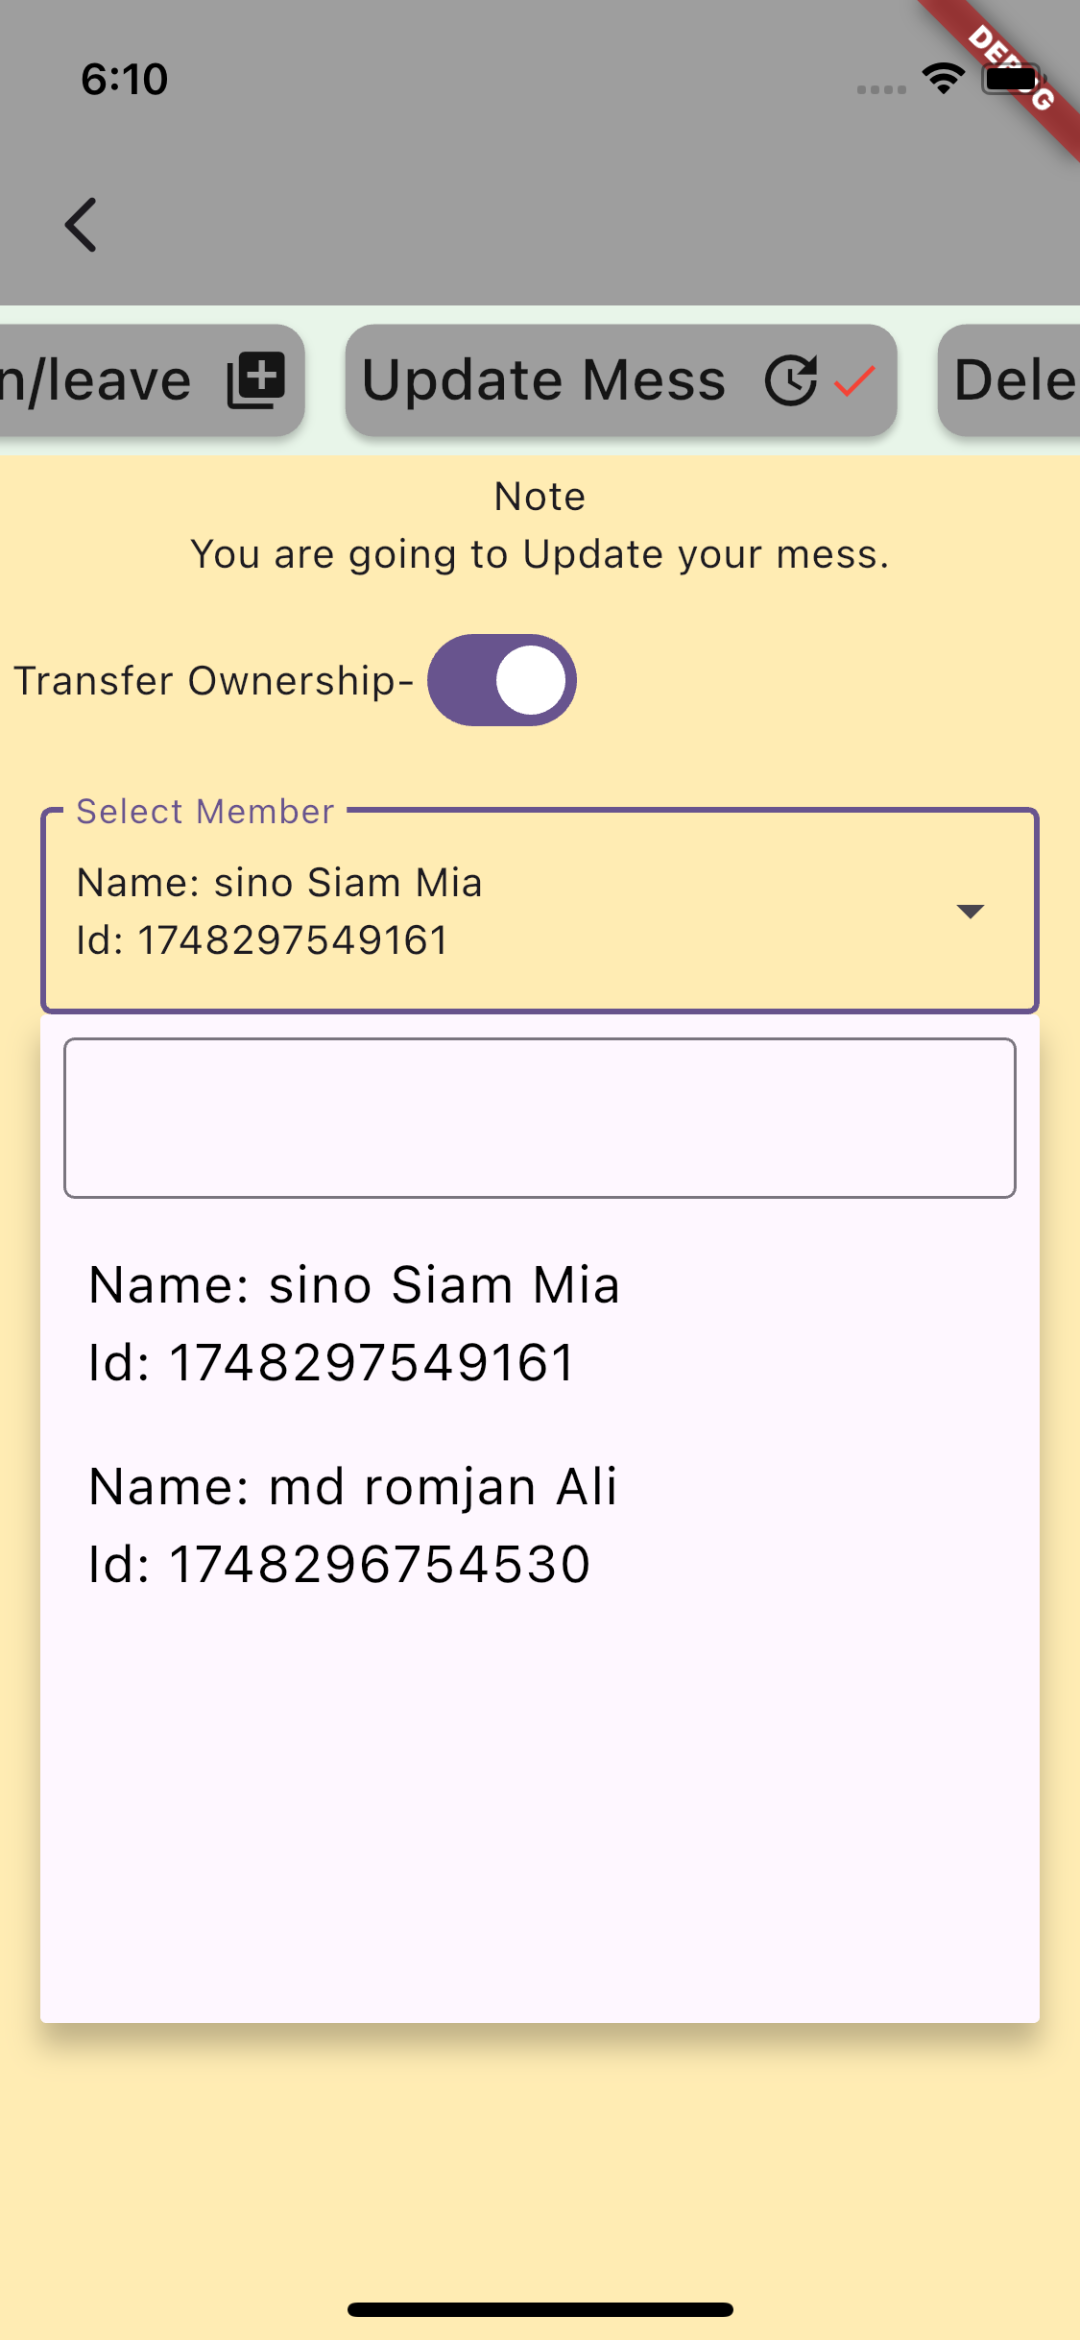 6:10
DEBUG
n/leave
Update Mess
Dele
Note
You are going to Update your mess.
Transfer Ownership-
Select Member
Name: sino Siam Mia
Id: 1748297549161
Name: sino Siam Mia
Id: 1748297549161
Name: md romjan Ali
Id: 1748296754530